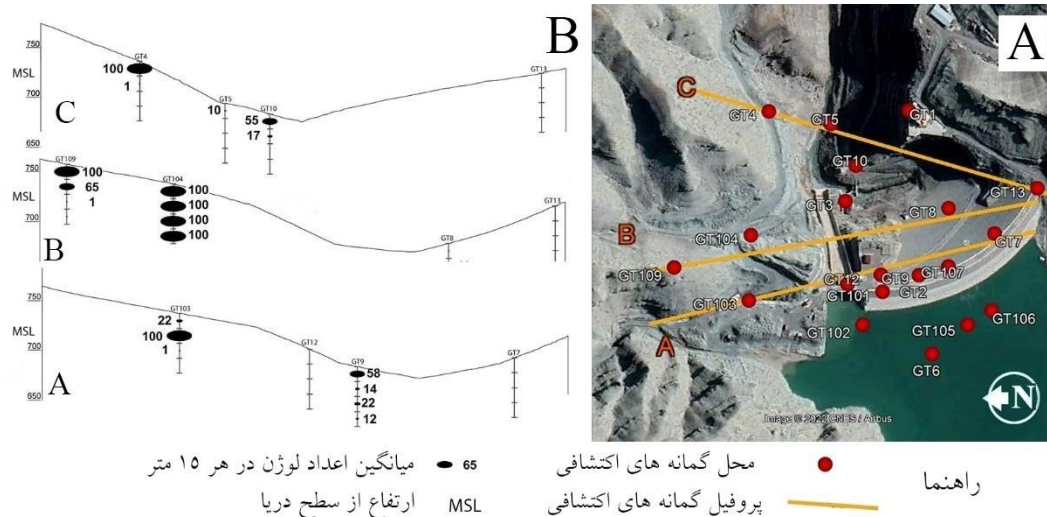 B
750
MSL
700
650
GT4
100
1
GT5
10
GT10
55
17
GT13
C
750
MSL
700
GT109
100
65
1
GT104
100
100
100
100
GT8
GT13
B
750
MSL
700
650
GT103
22
100
1
GT12
GT9
58
14
22
12
GT7
A
A
C
GT4
GT5
GT1
GT10
GT3
GT13
GT8
B
GT104
GT7
GT109
GT12
GT9
GT107
GT103
GT101
GT2
A
GT102
GT105
GT106
GT6
N
Image © 2022 CNES / Airbus
راهنما
محل گمانه های اکتشافی
65 میانگین اعداد لوژن در هر ۱۵ متر
پروفیل گمانه های اکتشافی
MSL ارتفاع از سطح دریا